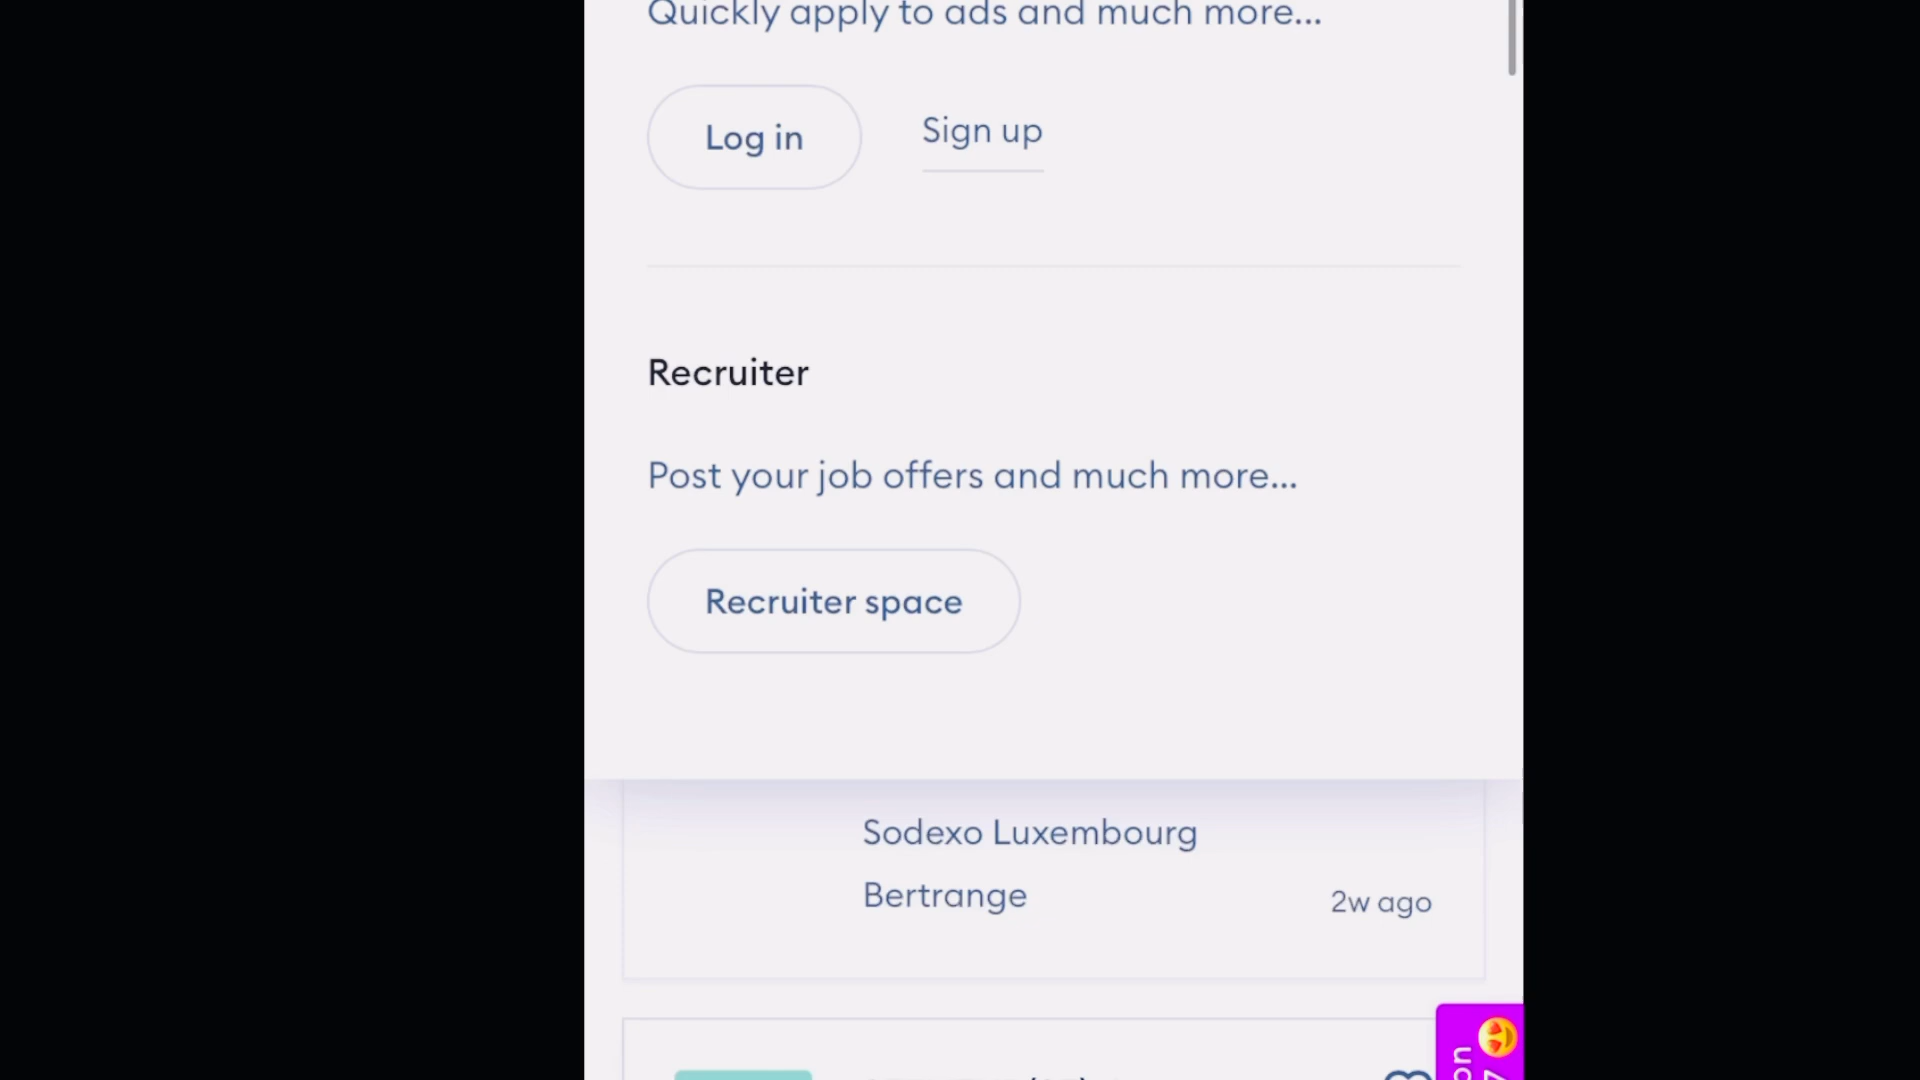 Quickly apply to ads and much more...
Log in
Sign up
Recruiter
Post your job offers and much more...
Recruiter space
Sodexo Luxembourg
Bertrange
2w ago